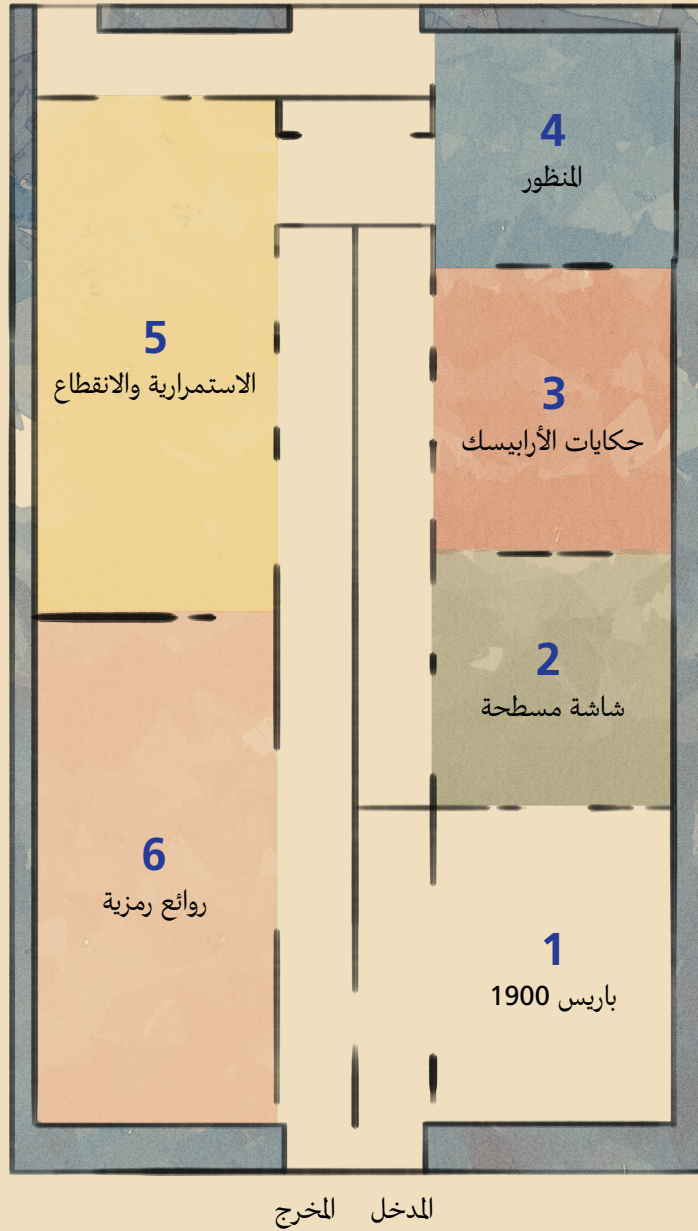 4
المنظور
5
الاستمرارية والانقطاع
3
حكايات الأرابيسك
2
شاشة مسطحة
6
روائع رمزية
1
باريس 1900
المدخل
المخرج